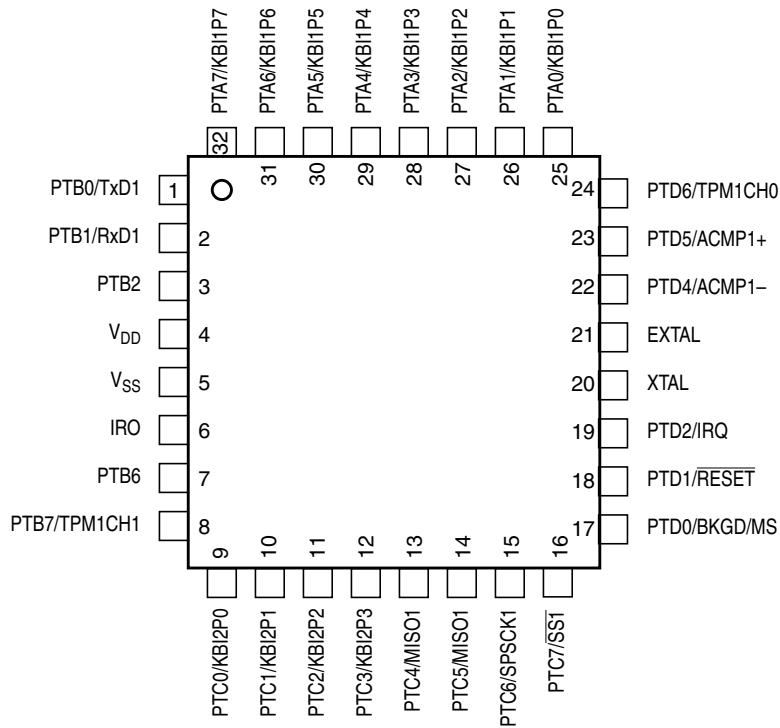 PTA7/KBI1P7
PTA6/KBI1P6
PTA5/KBI1P5
PTA4/KBI1P4
PTA3/KBI1P3
PTA2/KBI1P2
PTA1/KBI1P1
PTA0/KBI1P0
32
31
30
29
28
27
26
25
PTB0/TxD1
1
PTB1/RxD1
2
PTB2
3
VDD
4
VSS
5
IRO
6
PTB6
7
PTB7/TPM1CH1
8
24
PTD6/TPM1CH0
23
PTD5/ACMP1+
22
PTD4/ACMP1–
21
EXTAL
20
XTAL
19
PTD2/IRQ
18
PTD1/RESET
17
PTD0/BKGD/MS
9
10
11
12
13
14
15
16
PTC0/KBI2P0
PTC1/KBI2P1
PTC2/KBI2P2
PTC3/KBI2P3
PTC4/MISO1
PTC5/MISO1
PTC6/SPSCK1
PTC7/SS1